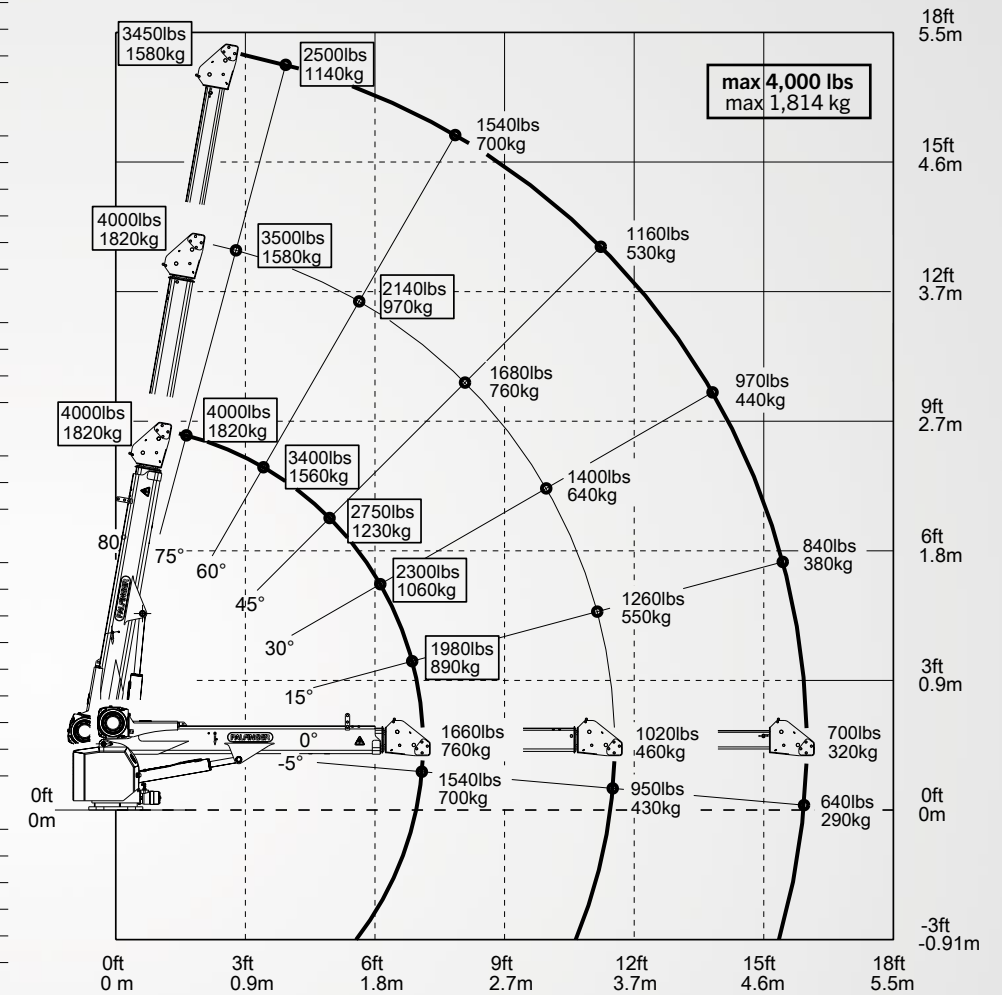 18ft
5.5m
3450lbs
1580kg
2500lbs
1140kg
max 4,000 lbs
max 1,814 kg
1540lbs
700kg
15ft
4.6m
4000lbs
1820kg
3500lbs
1580kg
1160lbs
530kg
2140lbs
970kg
12ft
3.7m
1680lbs
760kg
970lbs
440kg
4000lbs
1820kg
4000lbs
1820kg
9ft
2.7m
3400lbs
1560kg
1400lbs
640kg
2750lbs
1230kg
80
75°
60°
6ft
1.8m
840lbs
380kg
2300lbs
1060kg
45°
PALFINGER
1260lbs
550kg
30°
1980lbs
890kg
15°
3ft
0.9m
PALFINGER
0°
1660lbs
760kg
1020lbs
460kg
700lbs
320kg
-5°
1540lbs
700kg
950lbs
430kg
640lbs
290kg
0ft
0m
0ft
0m
-3ft
-0.91m
0ft
0 m
3ft
0.9m
6ft
1.8m
9ft
2.7m
12ft
3.7m
15ft
4.6m
18ft
5.5m